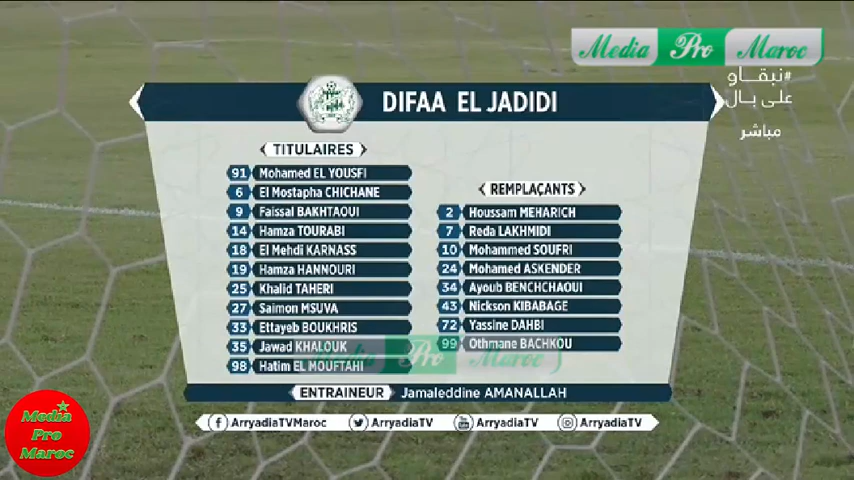 Media Pro Maroc
#نبقاو
على بال
مباشر
DIFAA EL JADIDI
TITULAIRES
91 Mohamed EL YOUSFI
6 El Mostapha CHICHANE
9 Faissal BAKHTAOUI
14 Hamza TOURABI
18 El Mehdi KARNASS
19 Hamza HANNOURI
25 Khalid TAHERI
27 Saimon MSUVA
33 Ettayeb BOUKHRIS
35 Jawad KHALOUK
98 Hatim EL MOUFTAHI
REMPLAÇANTS
2 Houssam MEHARICH
7 Reda LAKHMIDI
10 Mohammed SOUFRI
24 Mohamed ASKENDER
34 Ayoub BENCHCHAOUI
43 Nickson KIBABAGE
72 Yassine DAHBI
99 Othmane BACHKOU
Media Pro Maroc
ENTRAINEUR Jamaleddine AMANALLAH
ArryadiaTVMaroc ArryadiaTV ArryadiaTV ArryadiaTV
Media
Pro
Maroc